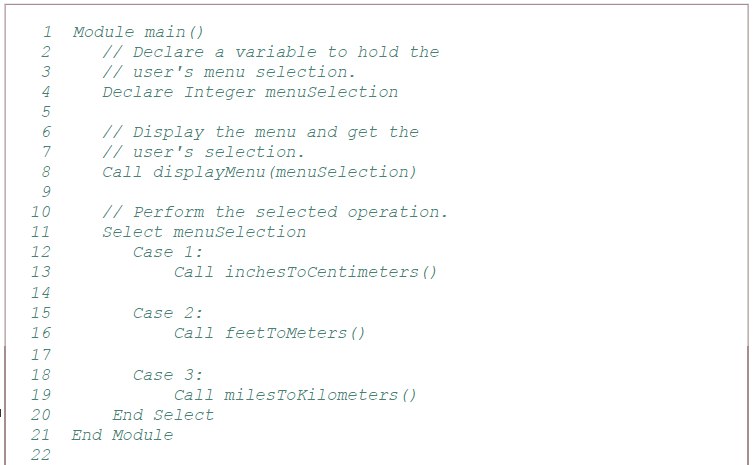 1 Module main()
2 // Declare a variable to hold the
3 // user's menu selection.
4 Declare Integer menuSelection
5
6 // Display the menu and get the
7 // user's selection.
8 Call displayMenu(menuSelection)
9
10 // Perform the selected operation.
11 Select menuSelection
12 Case 1:
13 Call inchesToCentimeters()
14
15 Case 2:
16 Call feetToMeters()
17
18 Case 3:
19 Call milesToKilometers()
20 End Select
21 End Module
22